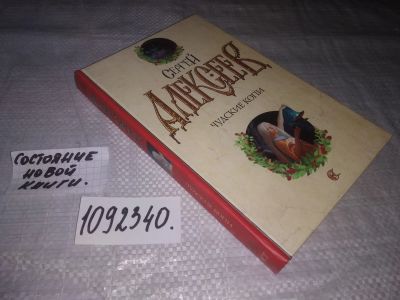 СЕРГЕЙ
АЛЕКСЕЕВ
ЧУДСКИЕ КОПИ
СОСТОЯНИЕ
НОВОЙ
КНИГИ.
1092340.